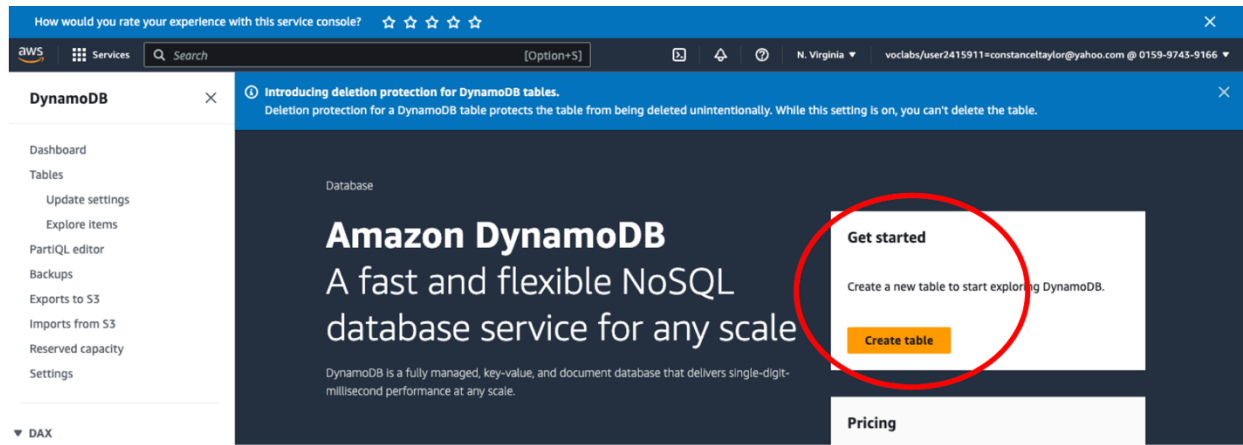 How would you rate your experience with this service console?
aws Services Search [Option+S] N. Virginia voclabs/user2415911=constanceltaylor@yahoo.com @ 0159-9743-9166
DynamoDB
Introducing deletion protection for DynamoDB tables.
Deletion protection for a DynamoDB table protects the table from being deleted unintentionally. While this setting is on, you can't delete the table.
Dashboard
Tables
Update settings
Explore items
PartiQL editor
Backups
Exports to S3
Imports from S3
Reserved capacity
Settings
DAX
Database
Amazon DynamoDB
A fast and flexible NoSQL
database service for any scale
DynamoDB is a fully managed, key-value, and document database that delivers single-digit-
millisecond performance at any scale.
Get started
Create a new table to start exploring DynamoDB.
Create table
Pricing